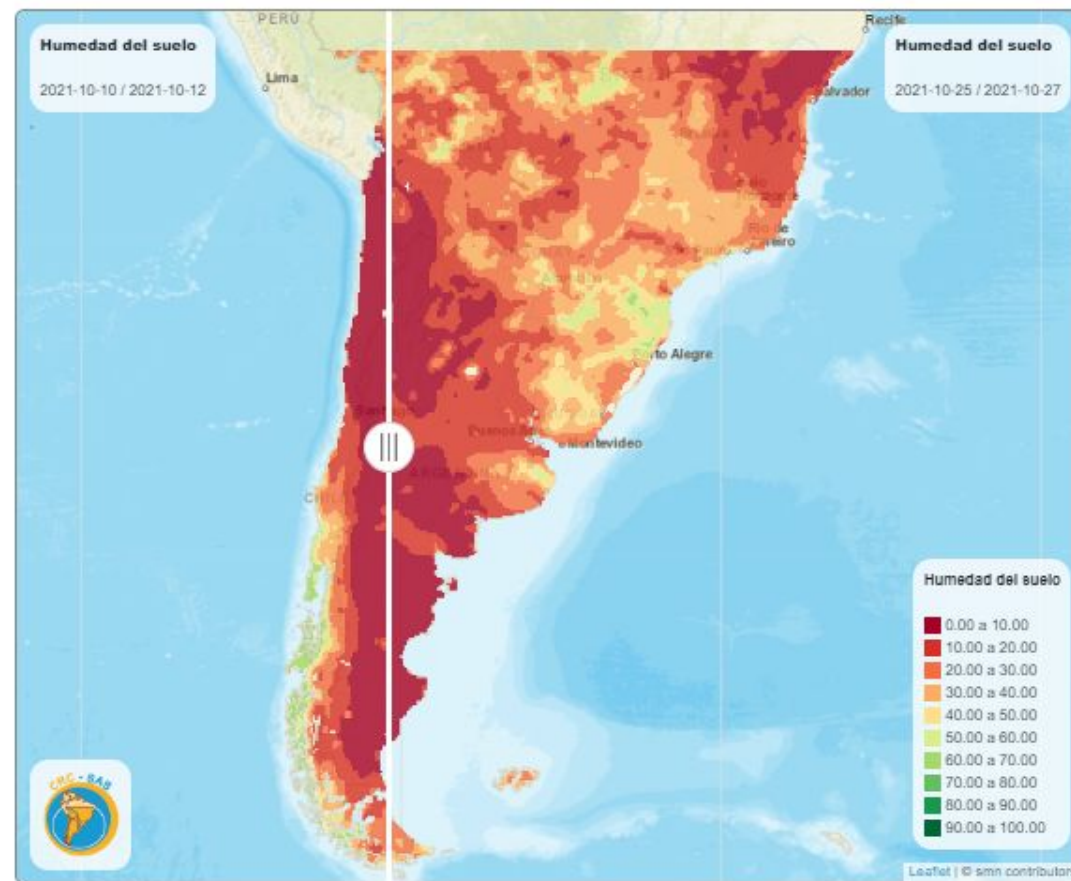 Humedad del suelo
2021-10-10 / 2021-10-12
Humedad del suelo
2021-10-25 / 2021-10-27
PERÚ
Lima
Recife
Salvador
Porto Alegre
Montevideo
Humedad del suelo
0.00 a 10.00
10.00 a 20.00
20.00 a 30.00
30.00 a 40.00
40.00 a 50.00
50.00 a 60.00
60.00 a 70.00
70.00 a 80.00
80.00 a 90.00
90.00 a 100.00
CRC - SAS
Leaflet | © smn contributor